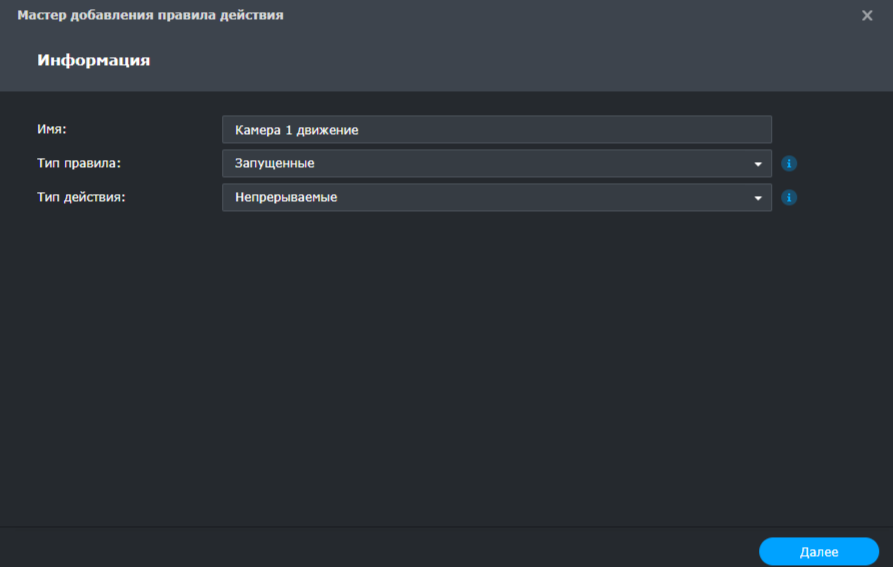 Мастер добавления правила действия
Информация
Имя: Камера 1 движение
Тип правила: Запущенные
Тип действия: Непрерываемые
Далее